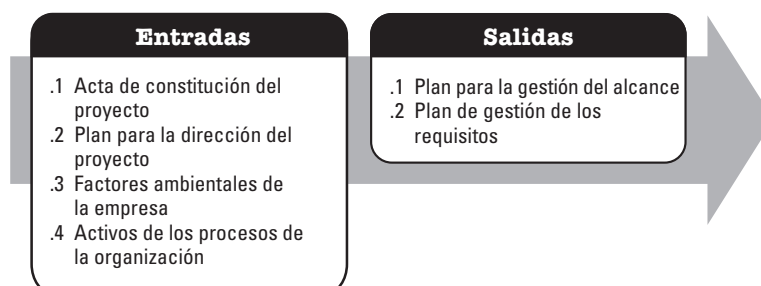 Entradas
.1 Acta de constitución del
proyecto
.2 Plan para la dirección del
proyecto
.3 Factores ambientales de
la empresa
.4 Activos de los procesos de
la organización
Salidas
.1 Plan para la gestión del alcance
.2 Plan de gestión de los
requisitos